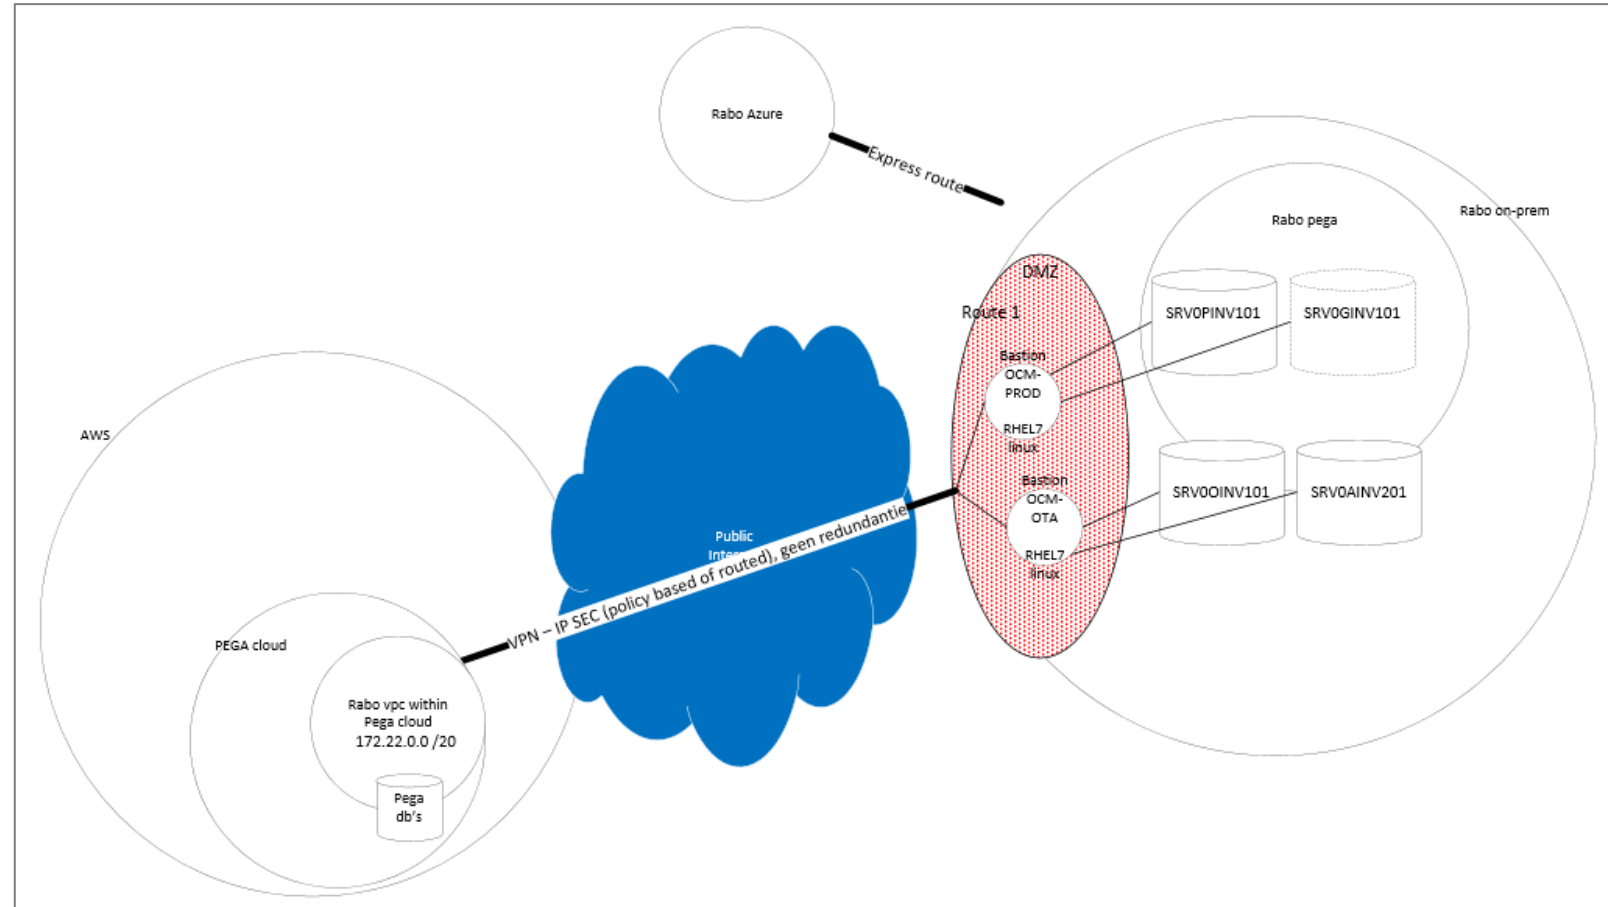 Rabo Azure
Express route
Rabo on-prem
Rabo pega
DMZ
Route 1
SRV0PINV101
SRV0GINV101
Bastion
OCM-
PROD
RHEL7
linux
Bastion
OCM-
OTA
RHEL7
linux
SRV0OINV101
SRV0AINV201
AWS
Public
VPN – IP SEC (policy based of routed), geen redundantie
PEGA cloud
Rabo vpc within
Pega cloud
172.22.0.0 /20
Pega
db's